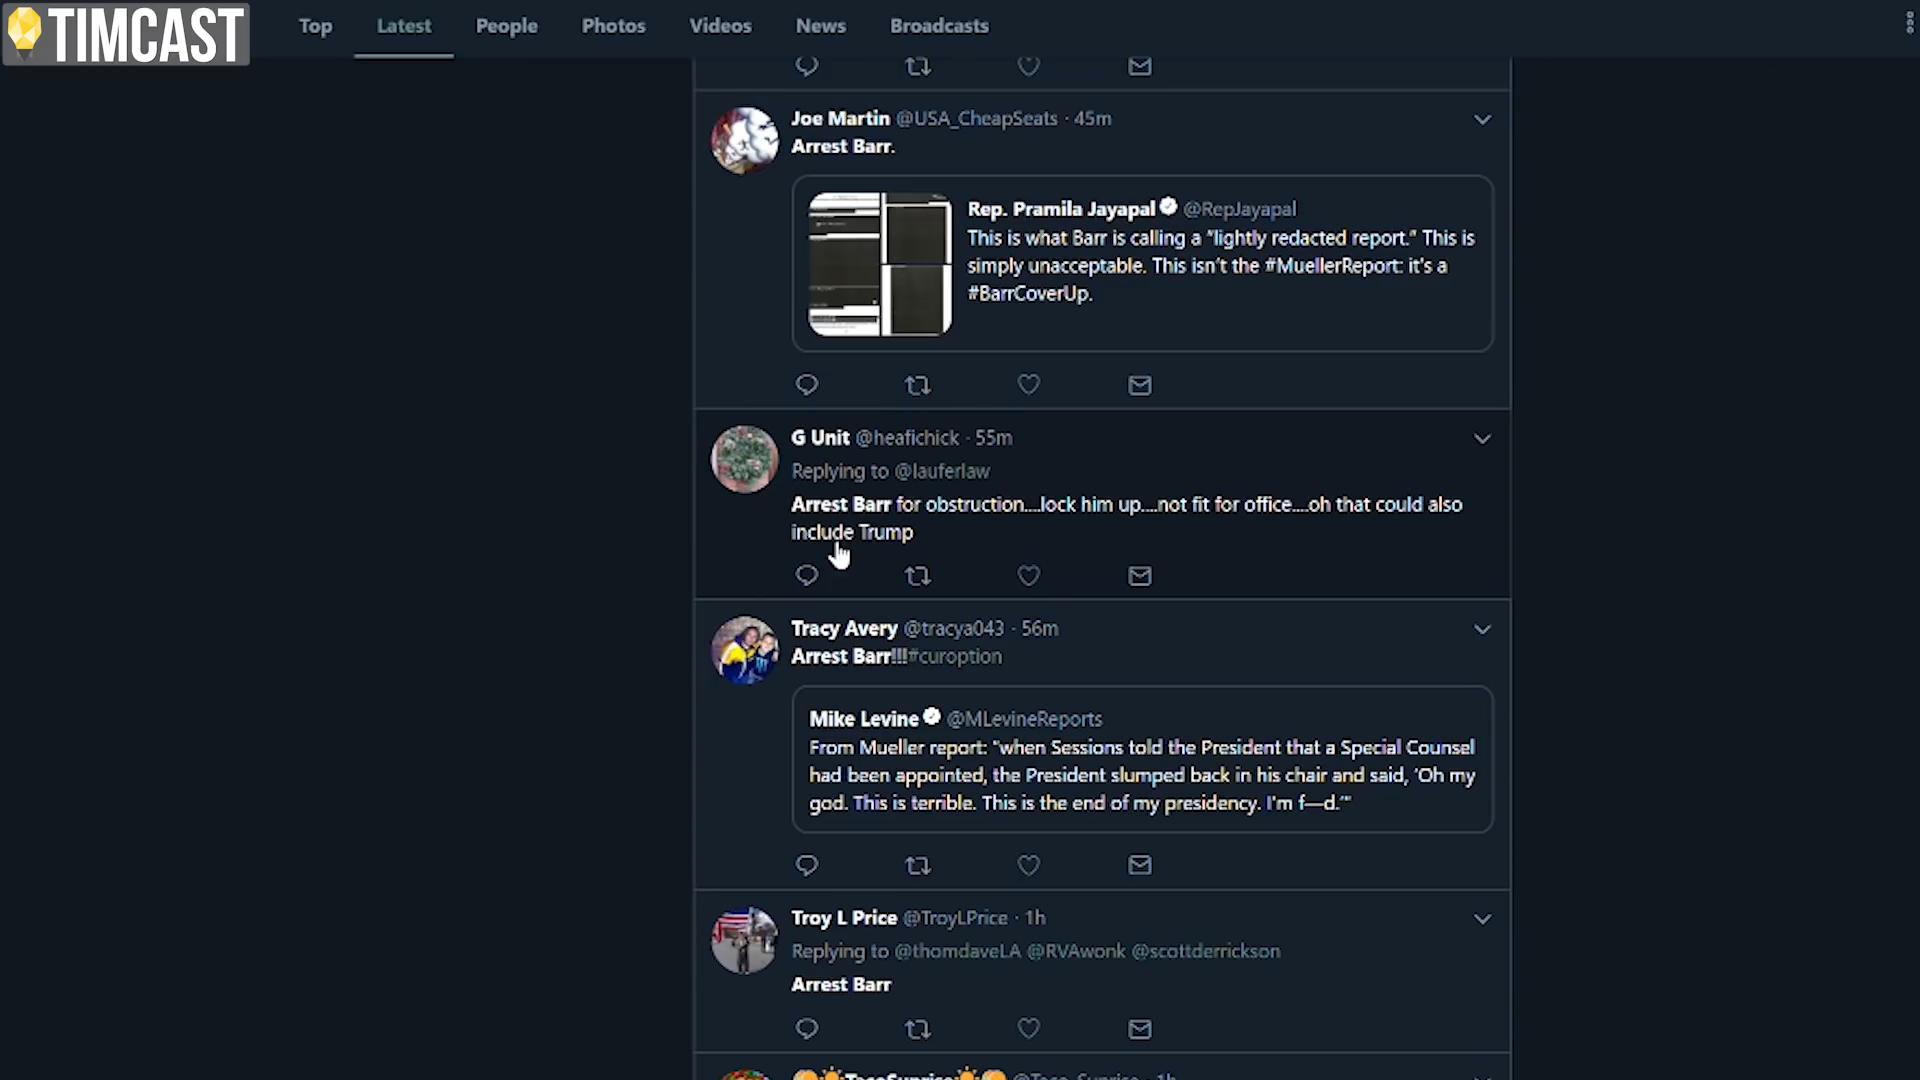 TIMCAST
Top Latest People Photos Videos News Broadcasts
Joe Martin @USA_CheapSeats · 45m
Arrest Barr.
Rep. Pramila Jayapal @RepJayapal
This is what Barr is calling a “lightly redacted report.” This is
simply unacceptable. This isn’t the #MuellerReport: it's a
#BarrCoverUp.
G Unit @heafichick · 55m
Replying to @lauferlaw
Arrest Barr for obstruction....lock him up....not fit for office....oh that could also
include Trump
Tracy Avery @tracya043 · 56m
Arrest Barr!!!#curoption
Mike Levine @MLevineReports
From Mueller report: "when Sessions told the President that a Special Counsel
had been appointed, the President slumped back in his chair and said, ‘Oh my
god. This is terrible. This is the end of my presidency. I'm f—d.’"
Troy L Price @TroyLPrice · 1h
Replying to @thomdaveLA @RVAwonk @scottderrickson
Arrest Barr
TacoSunrise @Taco_Sunrise · 1h